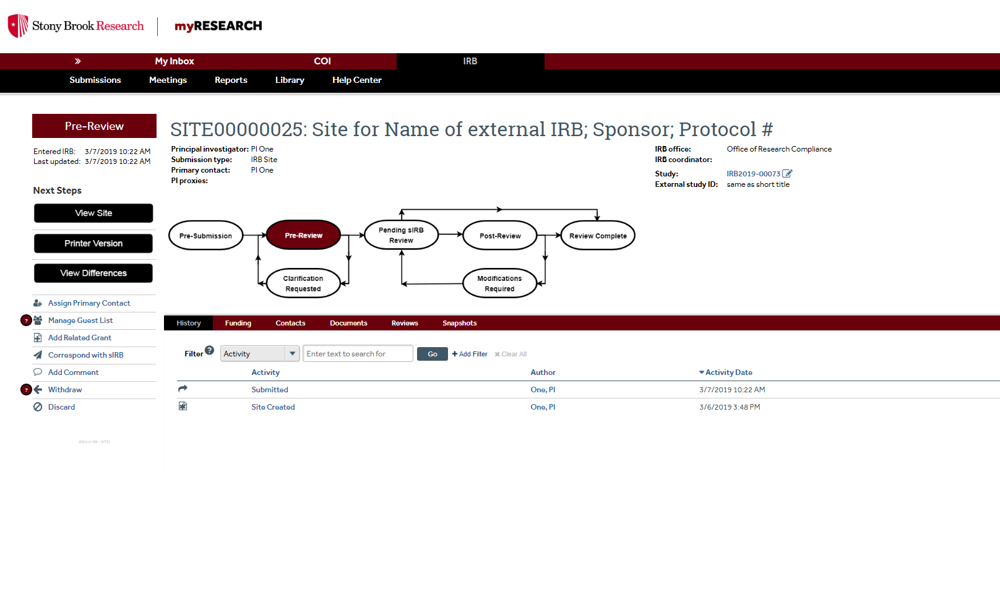 Stony Brook Research
myRESEARCH
My Inbox COI IRB
Submissions Meetings Reports Library Help Center
Pre-Review
Entered IRB: 3/7/2019 10:22 AM
Last updated: 3/7/2019 10:22 AM
Next Steps
View Site
Printer Version
View Differences
Assign Primary Contact
? Manage Guest List
Add Related Grant
Correspond with sIRB
Add Comment
? Withdraw
Discard
SITE00000025: Site for Name of external IRB; Sponsor; Protocol #
Principal investigator: PI One
Submission type: IRB Site
Primary contact: PI One
PI proxies:
IRB office: Office of Research Compliance
IRB coordinator:
Study: IRB2019-00073
External study ID: same as short title
Pre-Submission
Pre-Review
Pending sIRB
Review
Post-Review
Review Complete
Clarification
Requested
Modifications
Required
History Funding Contacts Documents Reviews Snapshots
Filter ? Activity Enter text to search for Go Add Filter Clear All
Activity Author Activity Date
Submitted One, PI 3/7/2019 10:22 AM
Site Created One, PI 3/6/2019 3:48 PM